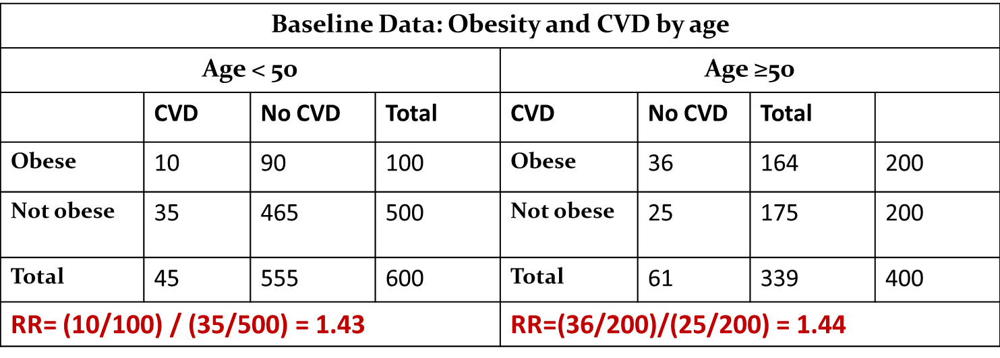 Baseline Data: Obesity and CVD by age
Age < 50 Age ≥50
CVD No CVD Total CVD No CVD Total
Obese 10 90 100 Obese 36 164 200
Not obese 35 465 500 Not obese 25 175 200
Total 45 555 600 Total 61 339 400
RR= (10/100) / (35/500) = 1.43 RR=(36/200)/(25/200) = 1.44